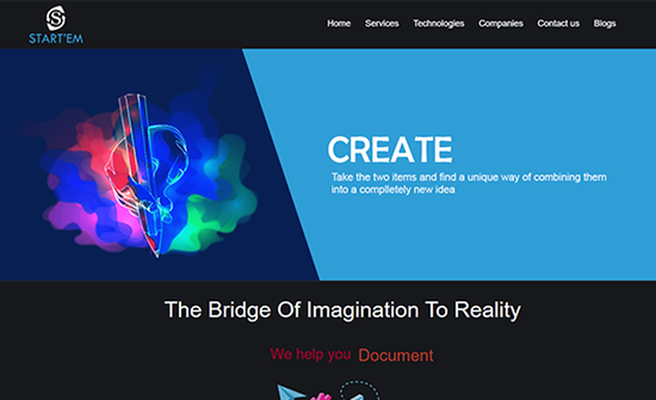 S
START'EM
Home Services Technologies Companies Contact us Blogs
CREATE
Take the two items and find a unique way of combining them
into a complletely new idea
The Bridge Of Imagination To Reality
We help you Document